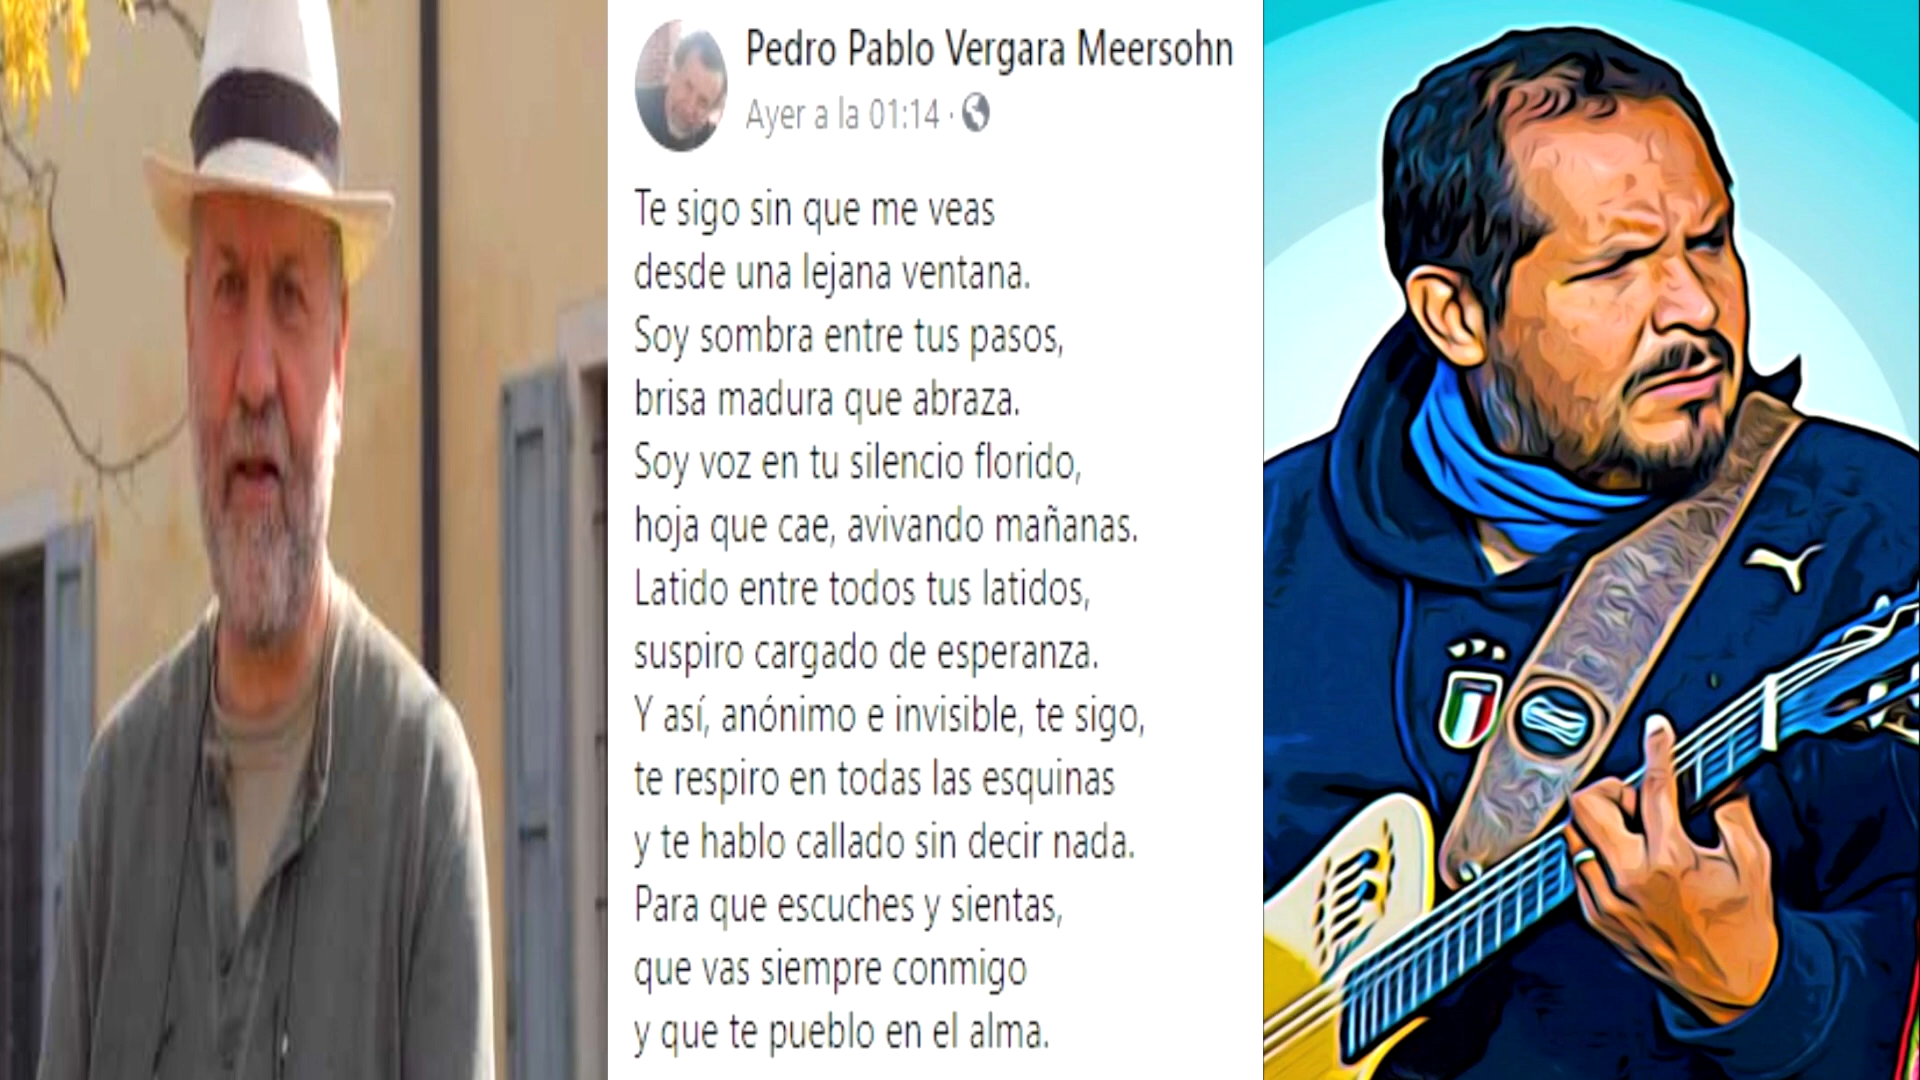 Pedro Pablo Vergara Meersohn
Ayer a la 01:14 ·
Te sigo sin que me veas
desde una lejana ventana.
Soy sombra entre tus pasos,
brisa madura que abraza.
Soy voz en tu silencio florido,
hoja que cae, avivando mañanas.
Latido entre todos tus latidos,
suspiro cargado de esperanza.
Y así, anónimo e invisible, te sigo,
te respiro en todas las esquinas
y te hablo callado sin decir nada.
Para que escuches y sientas,
que vas siempre conmigo
y que te pueblo en el alma.